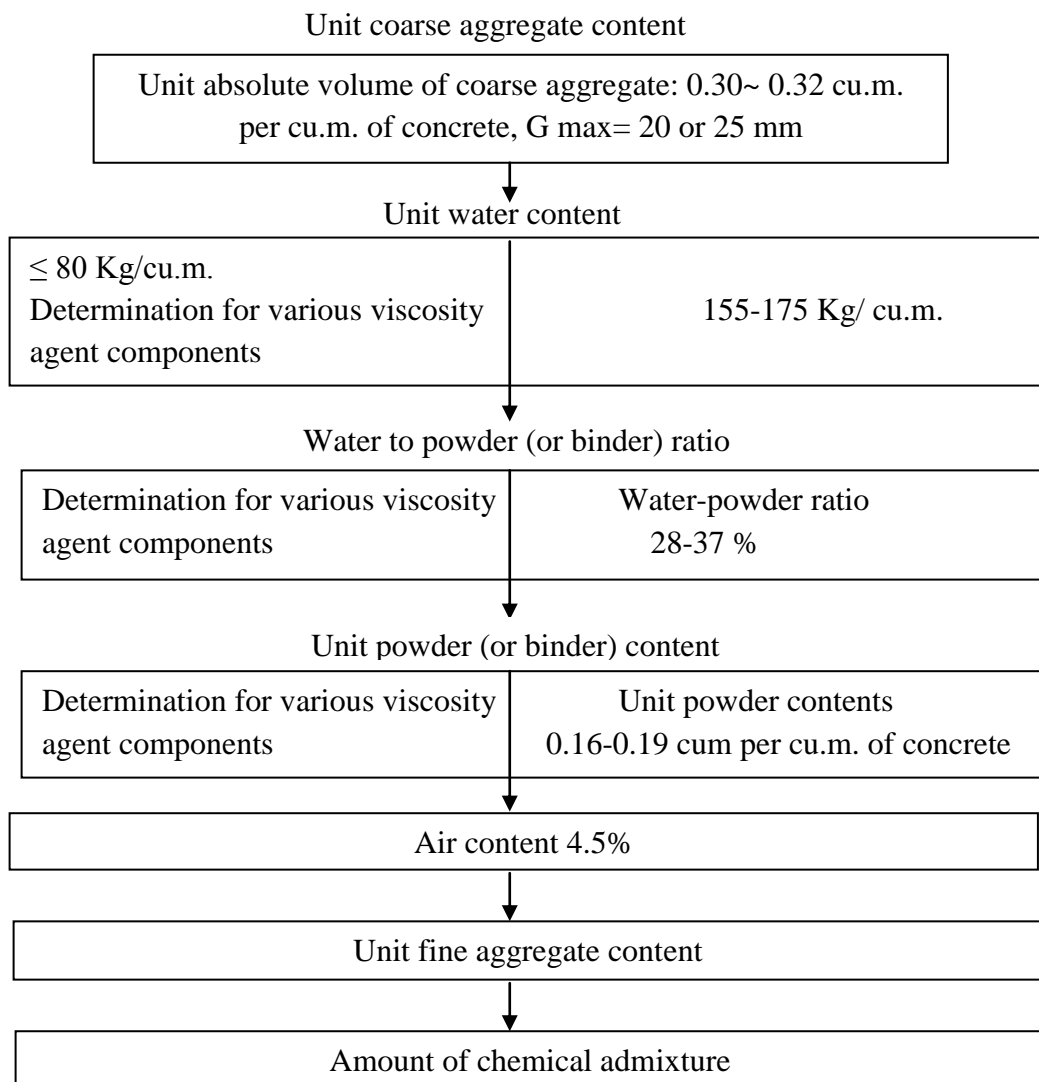 Unit coarse aggregate content
Unit absolute volume of coarse aggregate: 0.30~ 0.32 cu.m.
per cu.m. of concrete, G max= 20 or 25 mm
Unit water content
≤ 80 Kg/cu.m.
Determination for various viscosity
agent components
155-175 Kg/ cu.m.
Water to powder (or binder) ratio
Determination for various viscosity
agent components
Water-powder ratio
28-37 %
Unit powder (or binder) content
Determination for various viscosity
agent components
Unit powder contents
0.16-0.19 cum per cu.m. of concrete
Air content 4.5%
Unit fine aggregate content
Amount of chemical admixture